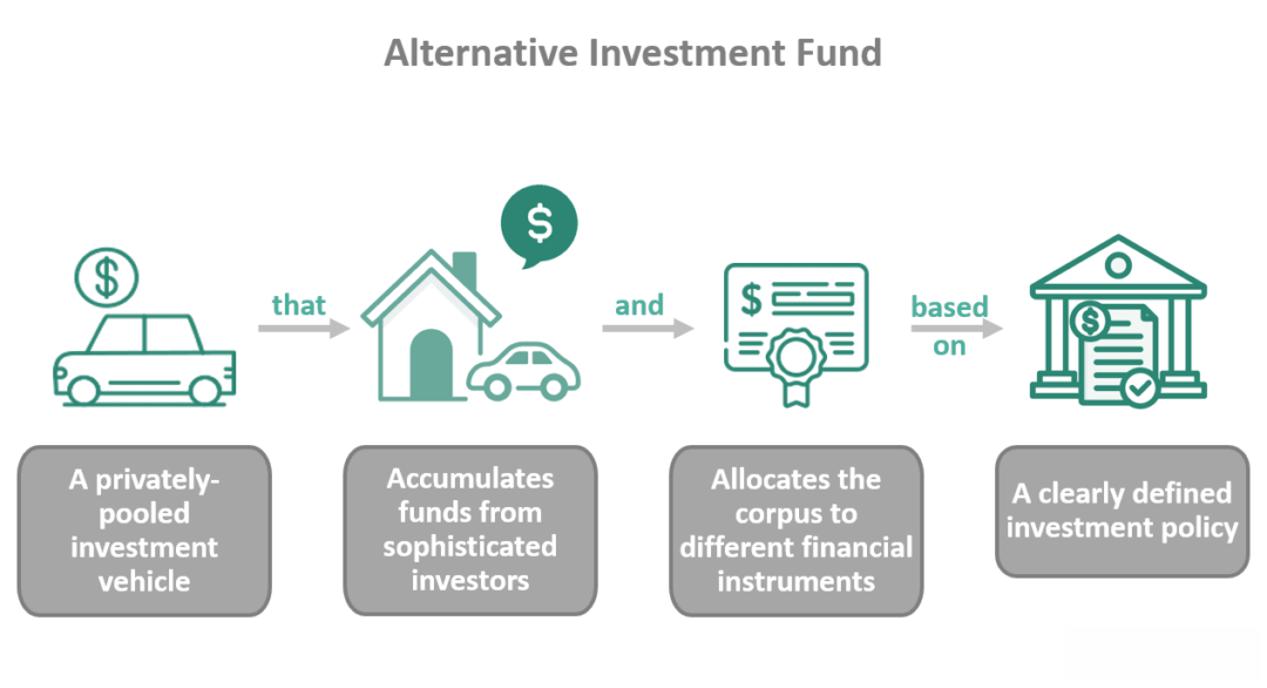 Alternative Investment Fund
$
$
$
$
that
and
based
on
A privately-
pooled
investment
vehicle
Accumulates
funds from
sophisticated
investors
Allocates the
corpus to
different financial
instruments
A clearly defined
investment policy